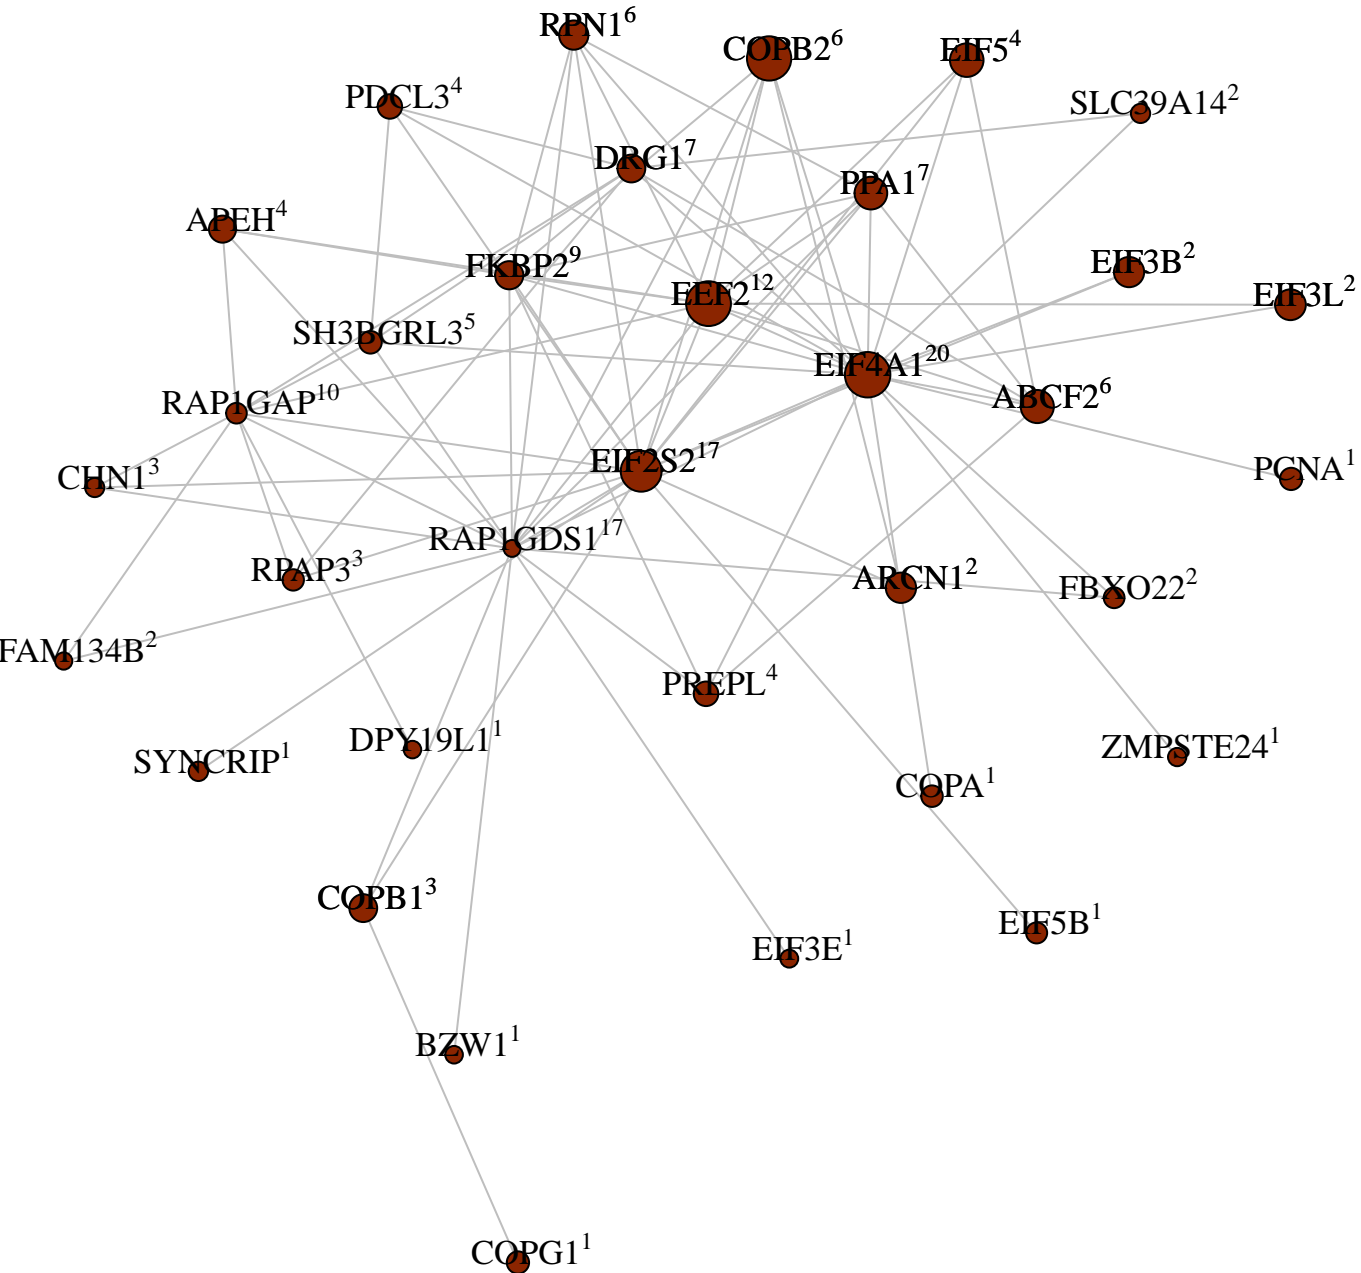 RPN1⁶
COPB2⁶
EIF5⁴
PDCL3⁴
SLC39A14²
DRG1⁷
PPA1⁷
APEH⁴
FKBP2⁹
EIF3B²
EEF2¹²
EIF3L²
SH3BGRL3⁵
EIF4A1²⁰
RAP1GAP¹⁰
ABCF2⁶
CHN1³
EIF2S2¹⁷
PCNA¹
RAP1GDS1¹⁷
RPAP3³
ARCN1²
FBXO22²
FAM134B²
PREPL⁴
SYNCRIP¹
DPY19L1¹
ZMPSTE24¹
COPA¹
COPB1³
EIF5B¹
EIF3E¹
BZW1¹
COPG1¹